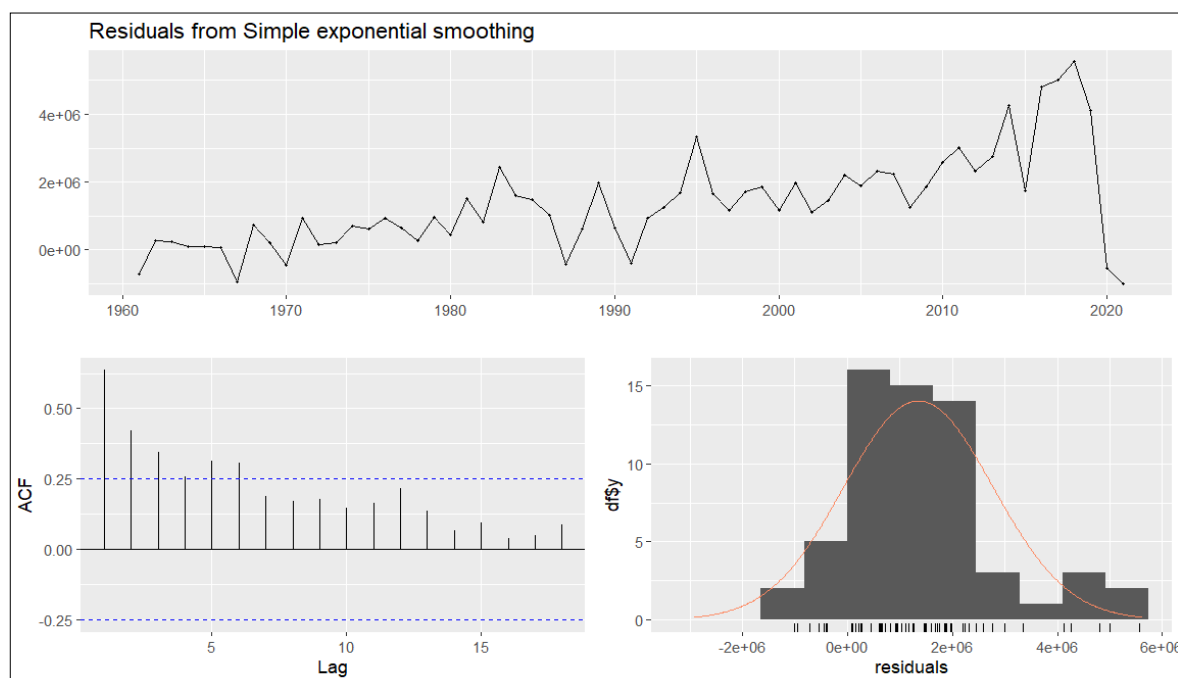 Residuals from Simple exponential smoothing
4e+06
2e+06
0e+00
1960 1970 1980 1990 2000 2010 2020
ACF
0.50
0.25
0.00
-0.25
5 10 15
Lag
df$y
15
10
5
0
-2e+06 0e+00 2e+06 4e+06 6e+06
residuals